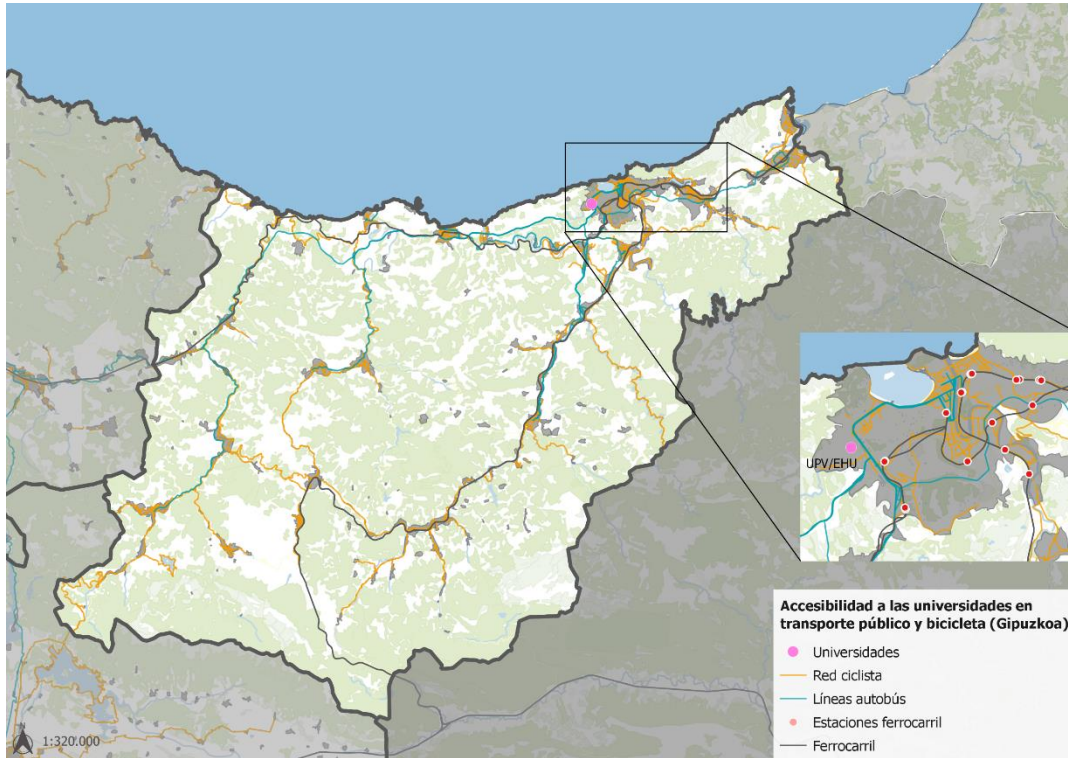 UPV/EHU
Accesibilidad a las universidades en
transporte público y bicicleta (Gipuzkoa)
Universidades
Red ciclista
Líneas autobús
Estaciones ferrocarril
Ferrocarril
1:320.000